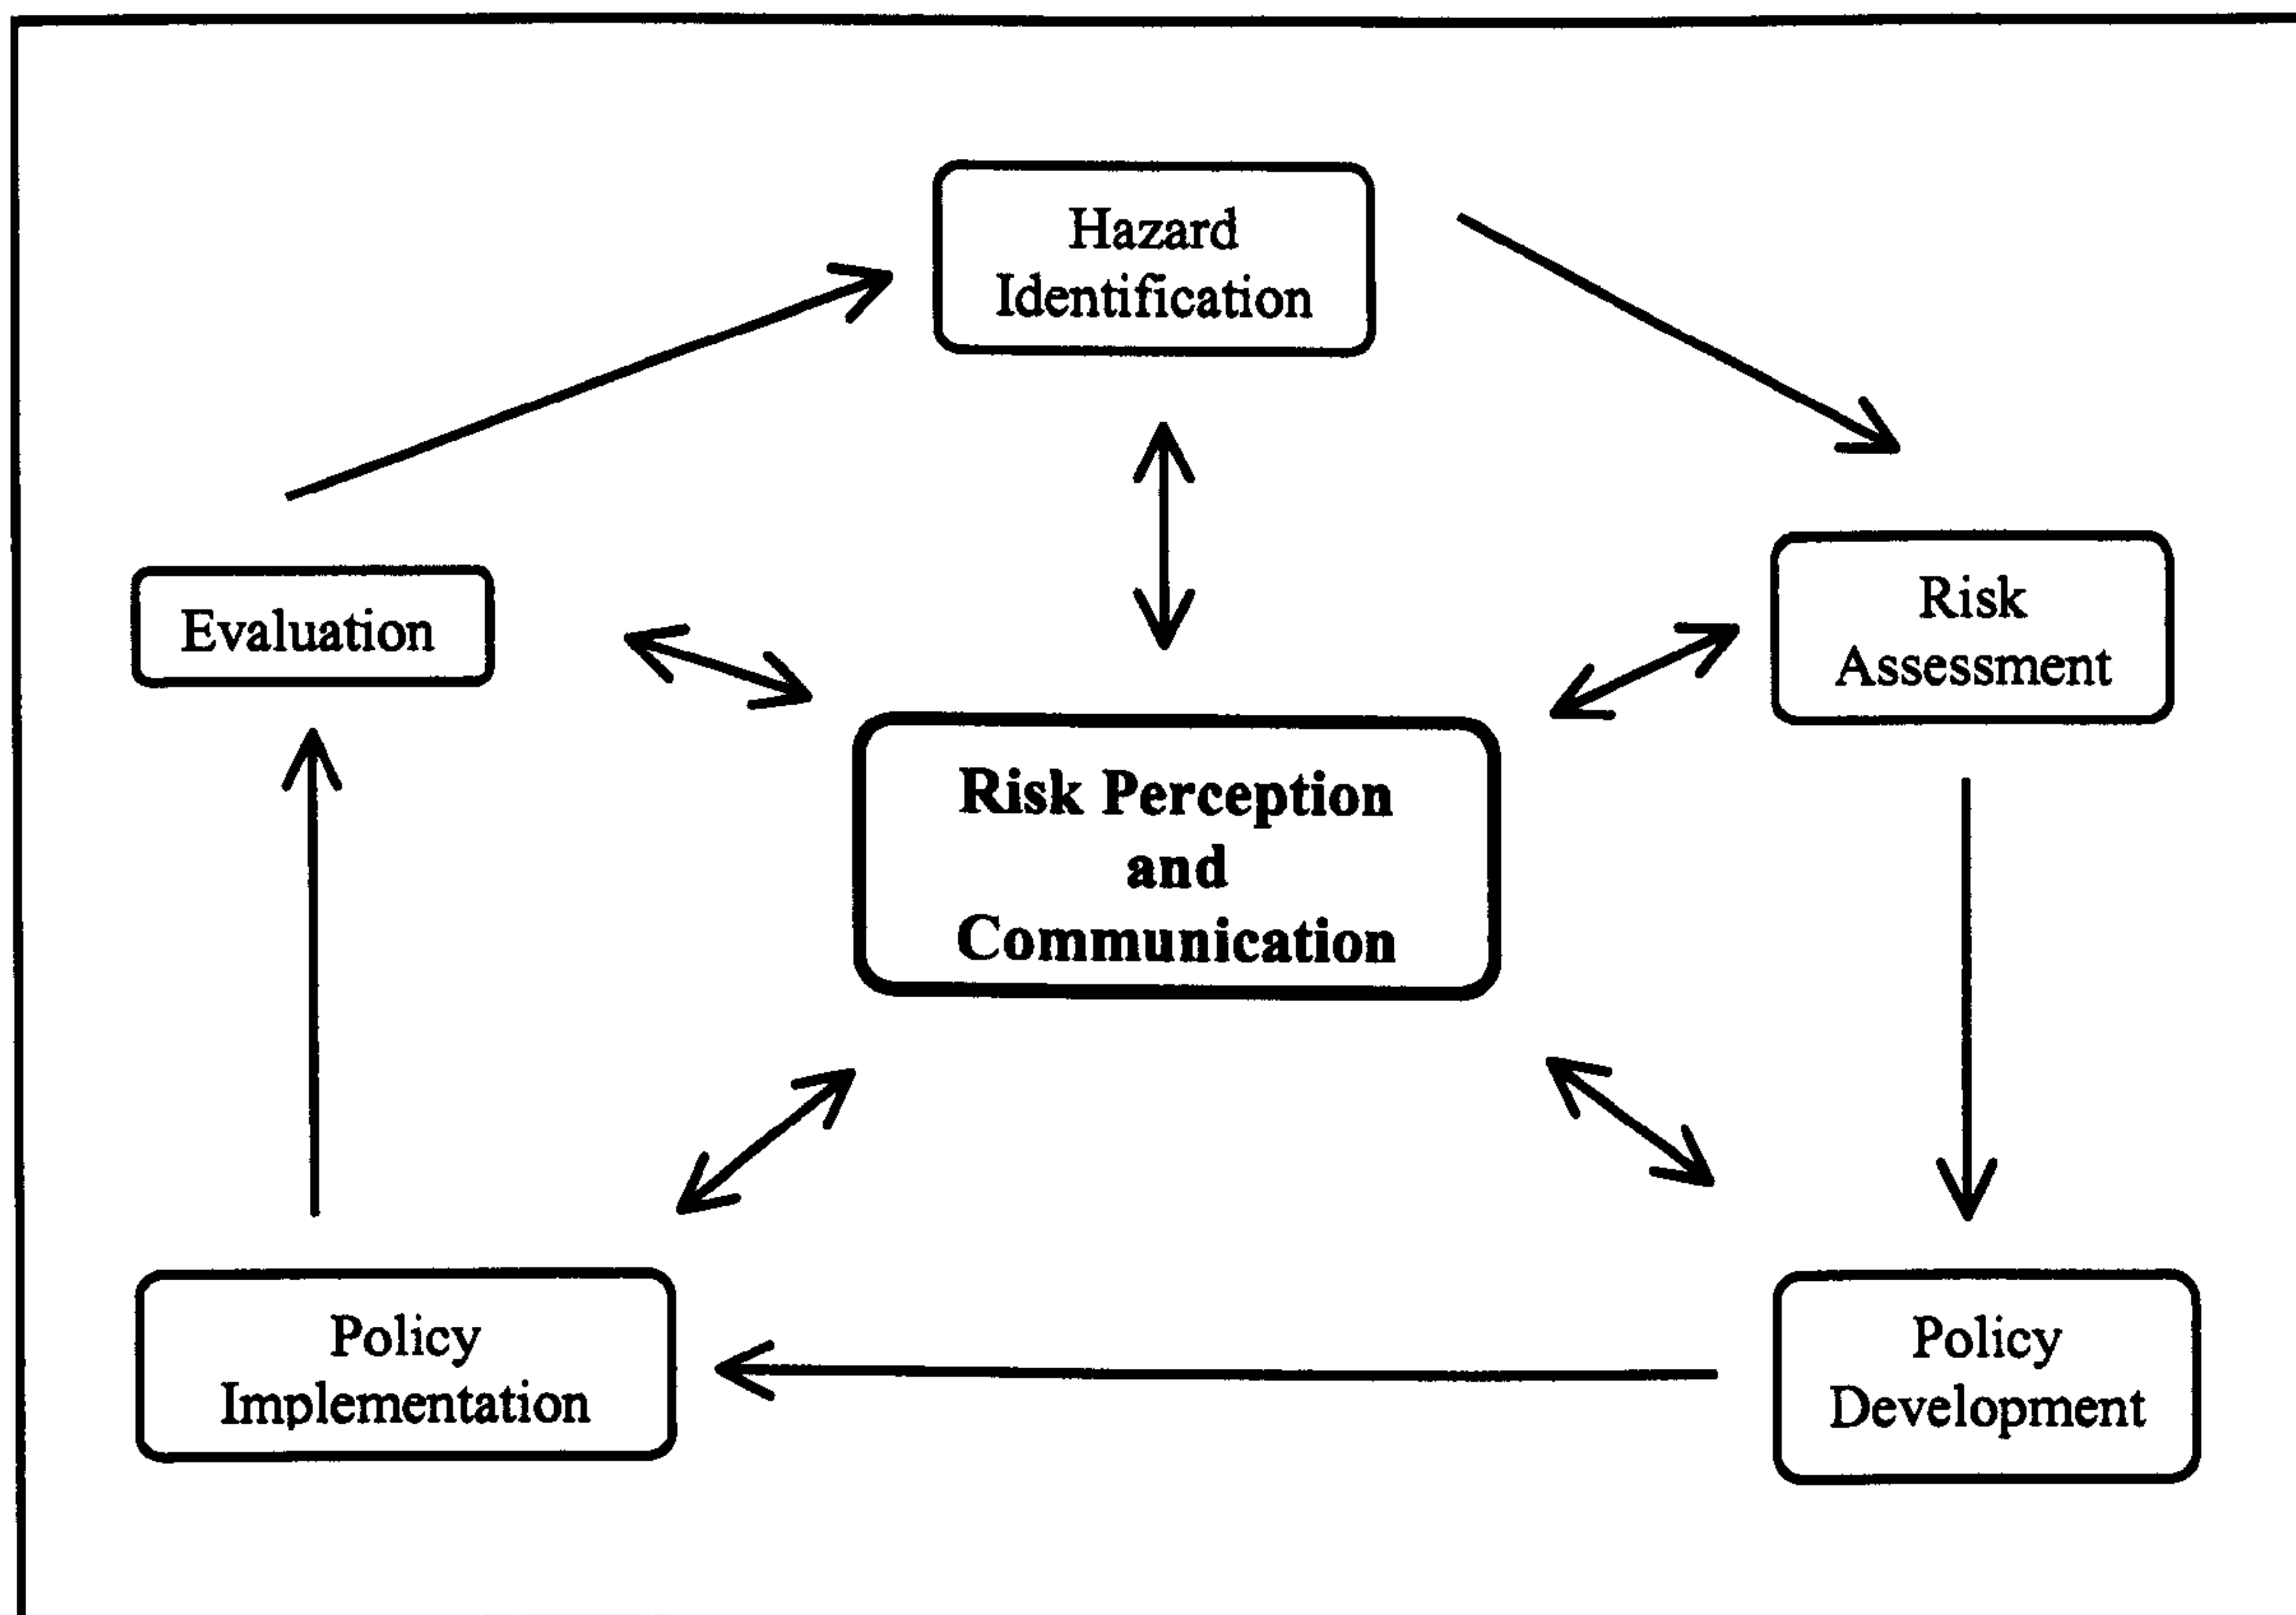 Hazard
Identification
Evaluation
Risk
Assessment
Risk Perception
and
Communication
Policy
Implementation
Policy
Development